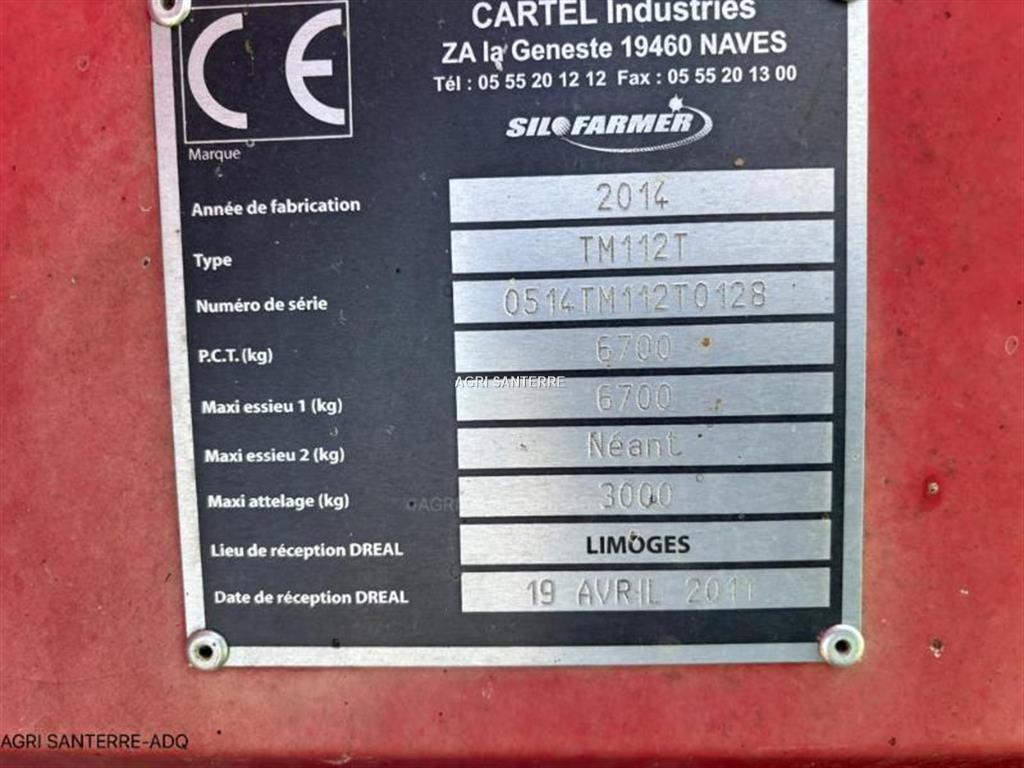 CE
CARTEL Industries
ZA la Geneste 19460 NAVES
Tél : 05 55 20 12 12 Fax : 05 55 20 13 00
SILOFARMER
Marque
Année de fabrication 2014
Type TM112T
Numéro de série 0514TM112T0128
P.C.T. (kg) 6700
AGRI SANTERRE
Maxi essieu 1 (kg) 6700
Maxi essieu 2 (kg) Néant
Maxi attelage (kg) 3000
Lieu de réception DREAL LIMOGES
Date de réception DREAL 19 AVRIL 2011
AGRI SANTERRE-ADQ